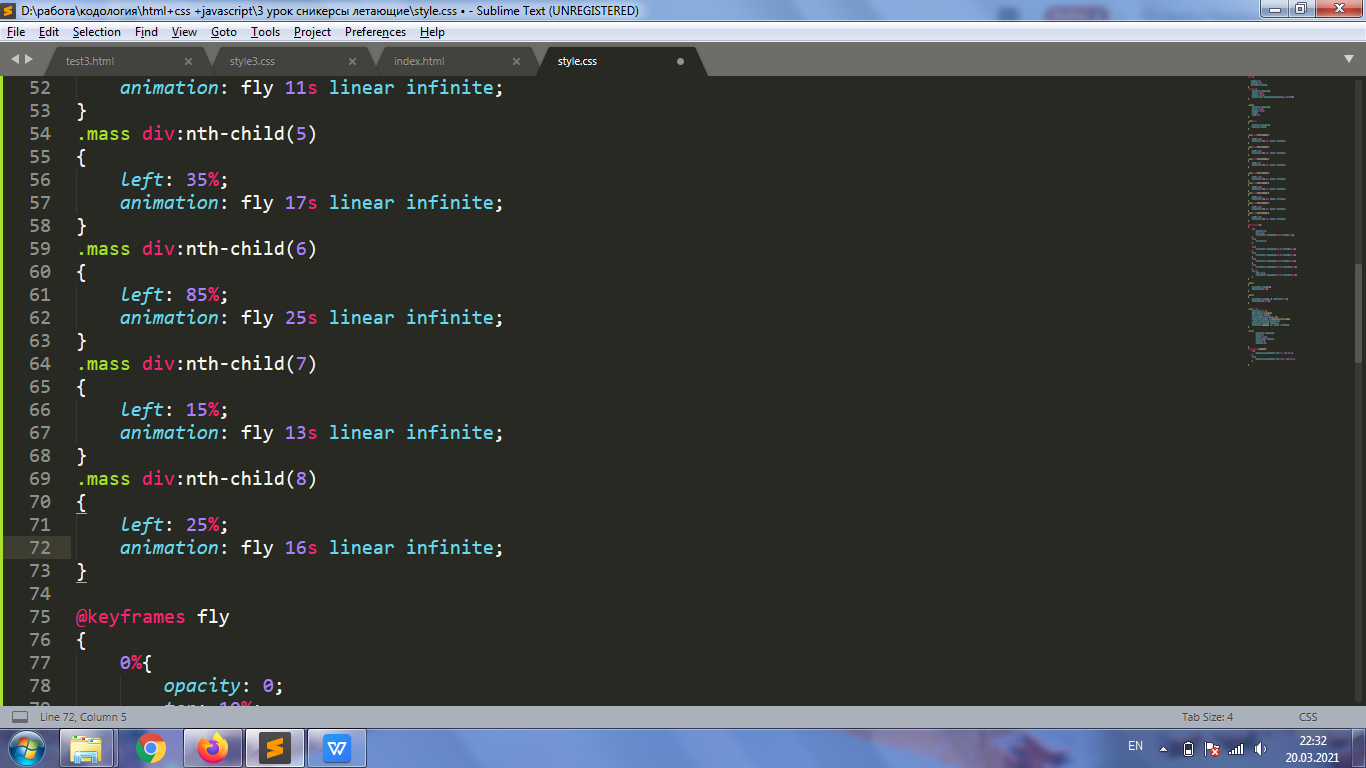 D:\работа\кодология\html+css +javascript\3 урок сникерсы летающие\style.css • - Sublime Text (UNREGISTERED)
File Edit Selection Find View Goto Tools Project Preferences Help
test3.html style3.css index.html style.css
52 animation: fly 11s linear infinite;
53 }
54 .mass div:nth-child(5)
55 {
56 left: 35%;
57 animation: fly 17s linear infinite;
58 }
59 .mass div:nth-child(6)
60 {
61 left: 85%;
62 animation: fly 25s linear infinite;
63 }
64 .mass div:nth-child(7)
65 {
66 left: 15%;
67 animation: fly 13s linear infinite;
68 }
69 .mass div:nth-child(8)
70 {
71 left: 25%;
72 animation: fly 16s linear infinite;
73 }
74
75 @keyframes fly
76 {
77 0%{
78 opacity: 0;
79 top: 10%;
Line 72, Column 5 Tab Size: 4 CSS
EN 22:32
20.03.2021